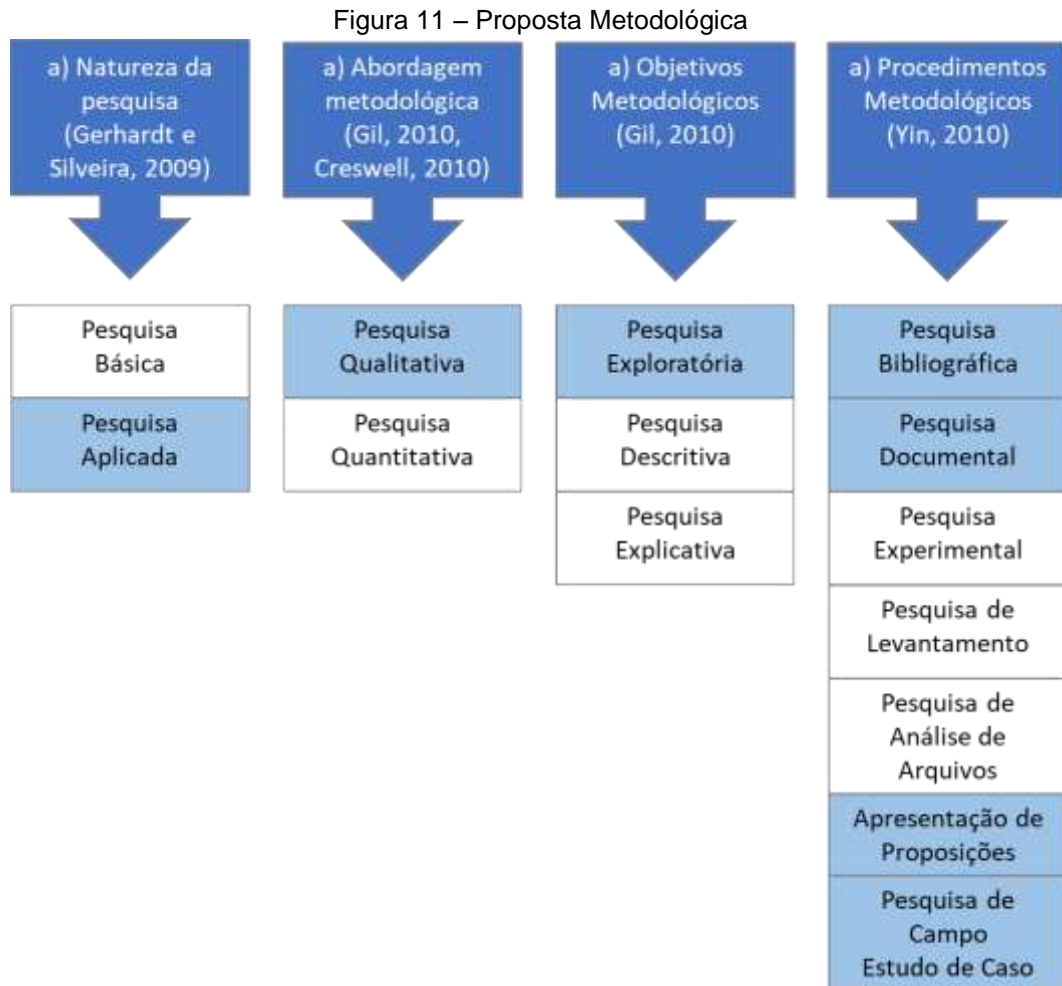 Figura 11 – Proposta Metodológica
a) Natureza da
pesquisa
(Gerhardt e
Silveira, 2009)
Pesquisa
Básica
Pesquisa
Aplicada
a) Abordagem
metodológica
(Gil, 2010,
Creswell, 2010)
Pesquisa
Qualitativa
Pesquisa
Quantitativa
a) Objetivos
Metodológicos
(Gil, 2010)
Pesquisa
Exploratória
Pesquisa
Descritiva
Pesquisa
Explicativa
a) Procedimentos
Metodológicos
(Yin, 2010)
Pesquisa
Bibliográfica
Pesquisa
Documental
Pesquisa
Experimental
Pesquisa de
Levantamento
Pesquisa de
Análise de
Arquivos
Apresentação de
Proposições
Pesquisa de
Campo
Estudo de Caso